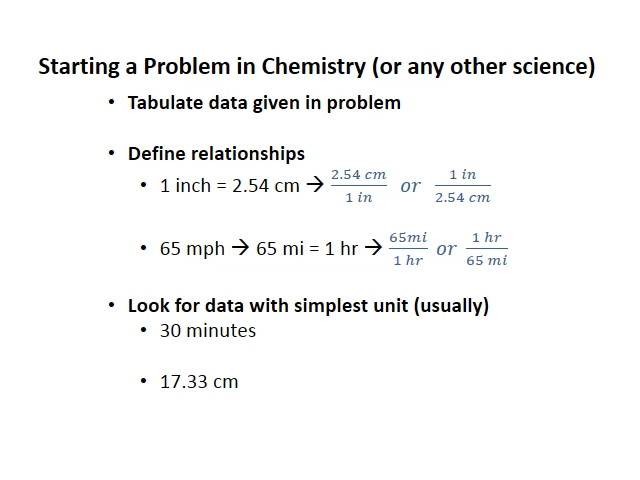 Starting a Problem in Chemistry (or any other science)
• Tabulate data given in problem
• Define relationships
• 1 inch = 2.54 cm → 2.54 cm / 1 in or 1 in / 2.54 cm
• 65 mph → 65 mi = 1 hr → 65mi / 1 hr or 1 hr / 65 mi
• Look for data with simplest unit (usually)
• 30 minutes
• 17.33 cm